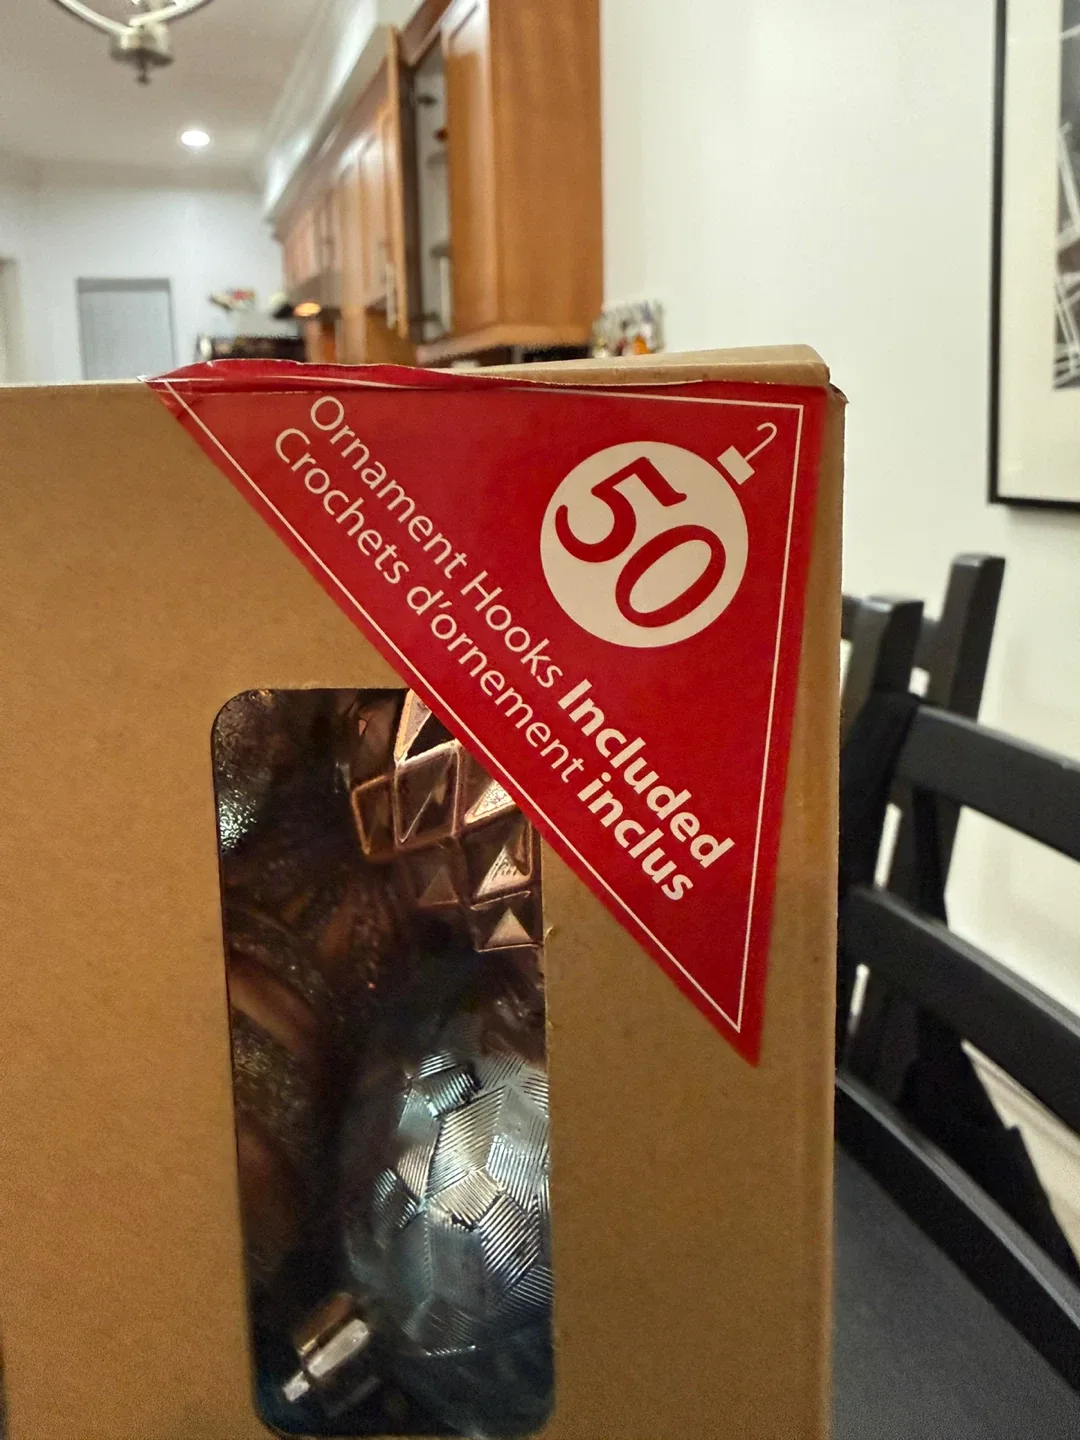 50
Ornament Hooks Included
Crochets d'ornement inclus